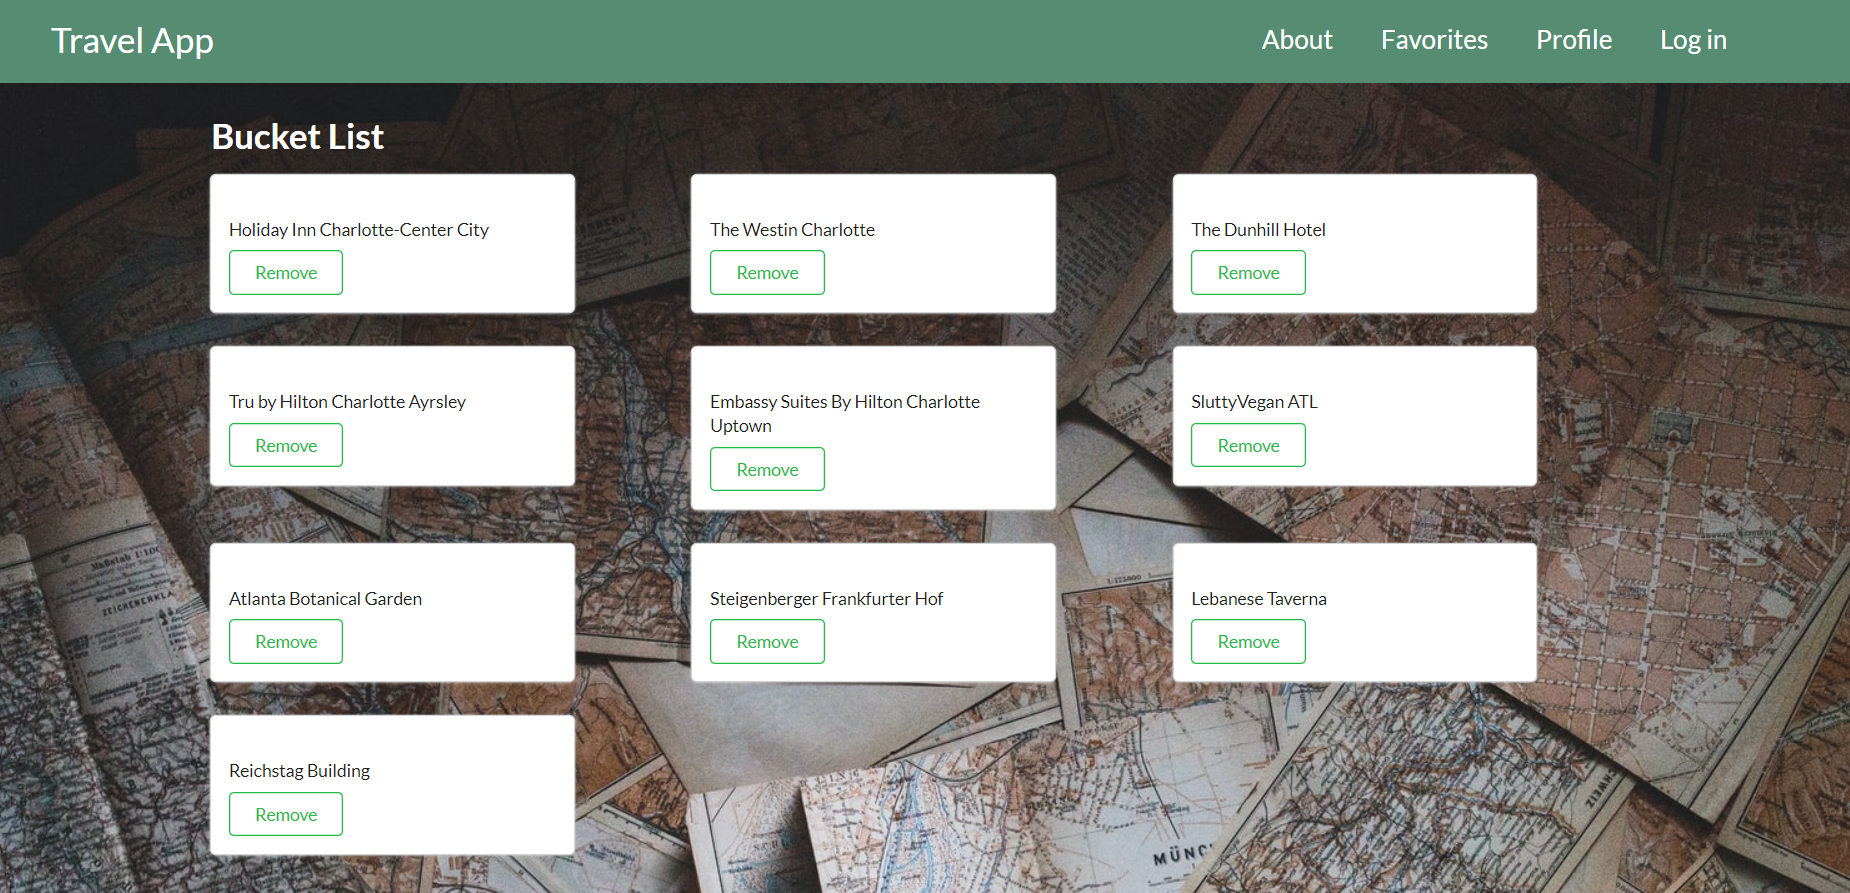 Travel App
About Favorites Profile Log in
Bucket List
Holiday Inn Charlotte-Center City
Remove
The Westin Charlotte
Remove
The Dunhill Hotel
Remove
Tru by Hilton Charlotte Ayrsley
Remove
Embassy Suites By Hilton Charlotte
Uptown
Remove
SluttyVegan ATL
Remove
Atlanta Botanical Garden
Remove
Steigenberger Frankfurter Hof
Remove
Lebanese Taverna
Remove
Reichstag Building
Remove